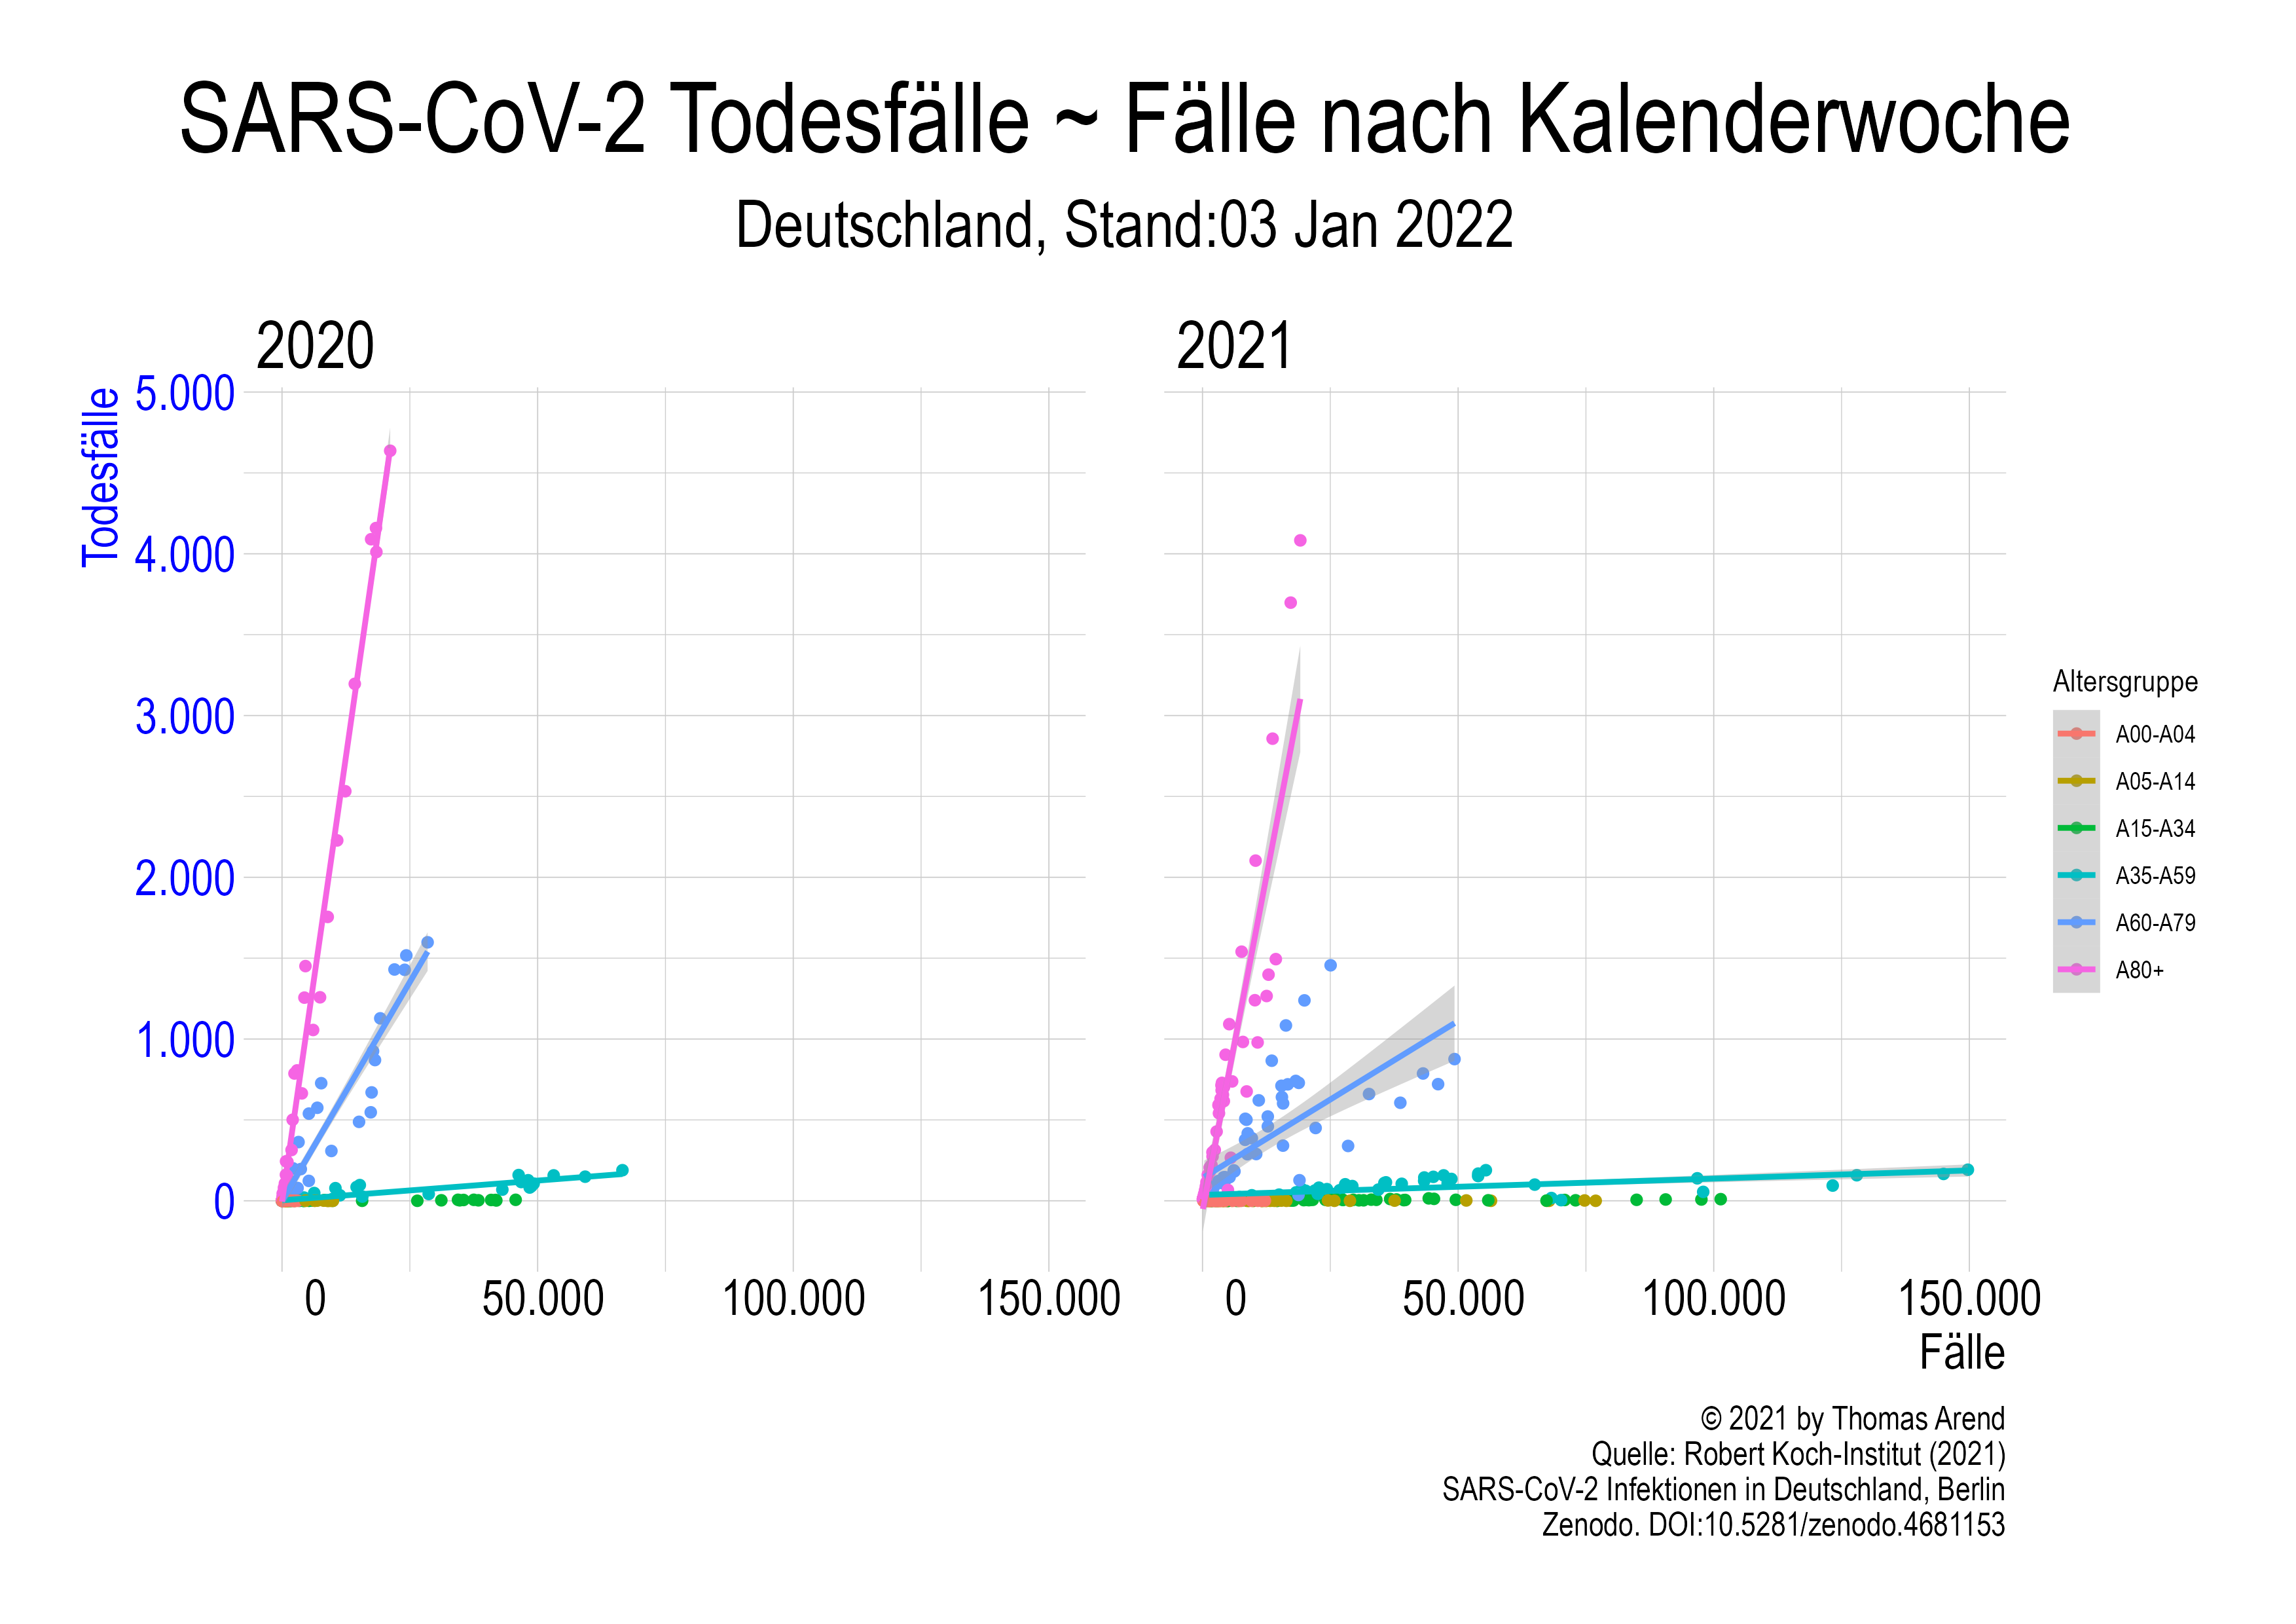 SARS-CoV-2 Todesfälle ~ Fälle nach Kalenderwoche
Deutschland, Stand:03 Jan 2022
2020
2021
Todesfälle
5.000
4.000
3.000
2.000
1.000
0
0 50.000 100.000 150.000
0 50.000 100.000 150.000
Fälle
Altersgruppe
A00-A04
A05-A14
A15-A34
A35-A59
A60-A79
A80+
© 2021 by Thomas Arend
Quelle: Robert Koch-Institut (2021)
SARS-CoV-2 Infektionen in Deutschland, Berlin
Zenodo. DOI:10.5281/zenodo.4681153